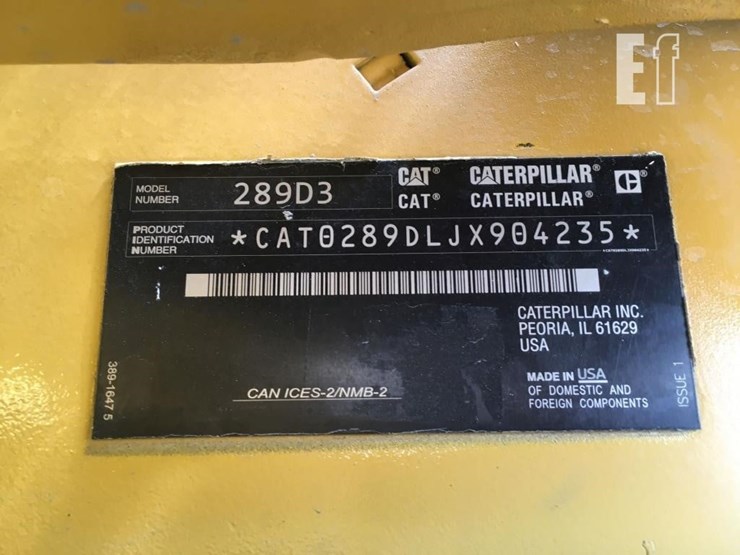 Ef
MODEL NUMBER 289D3
CAT® CATERPILLAR®
CAT® CATERPILLAR®
PRODUCT IDENTIFICATION NUMBER *CAT0289DLJX904235*
CATERPILLAR INC.
PEORIA, IL 61629
USA
MADE IN USA
OF DOMESTIC AND
FOREIGN COMPONENTS
CAN ICES-2/NMB-2
389-1647 5
ISSUE 1